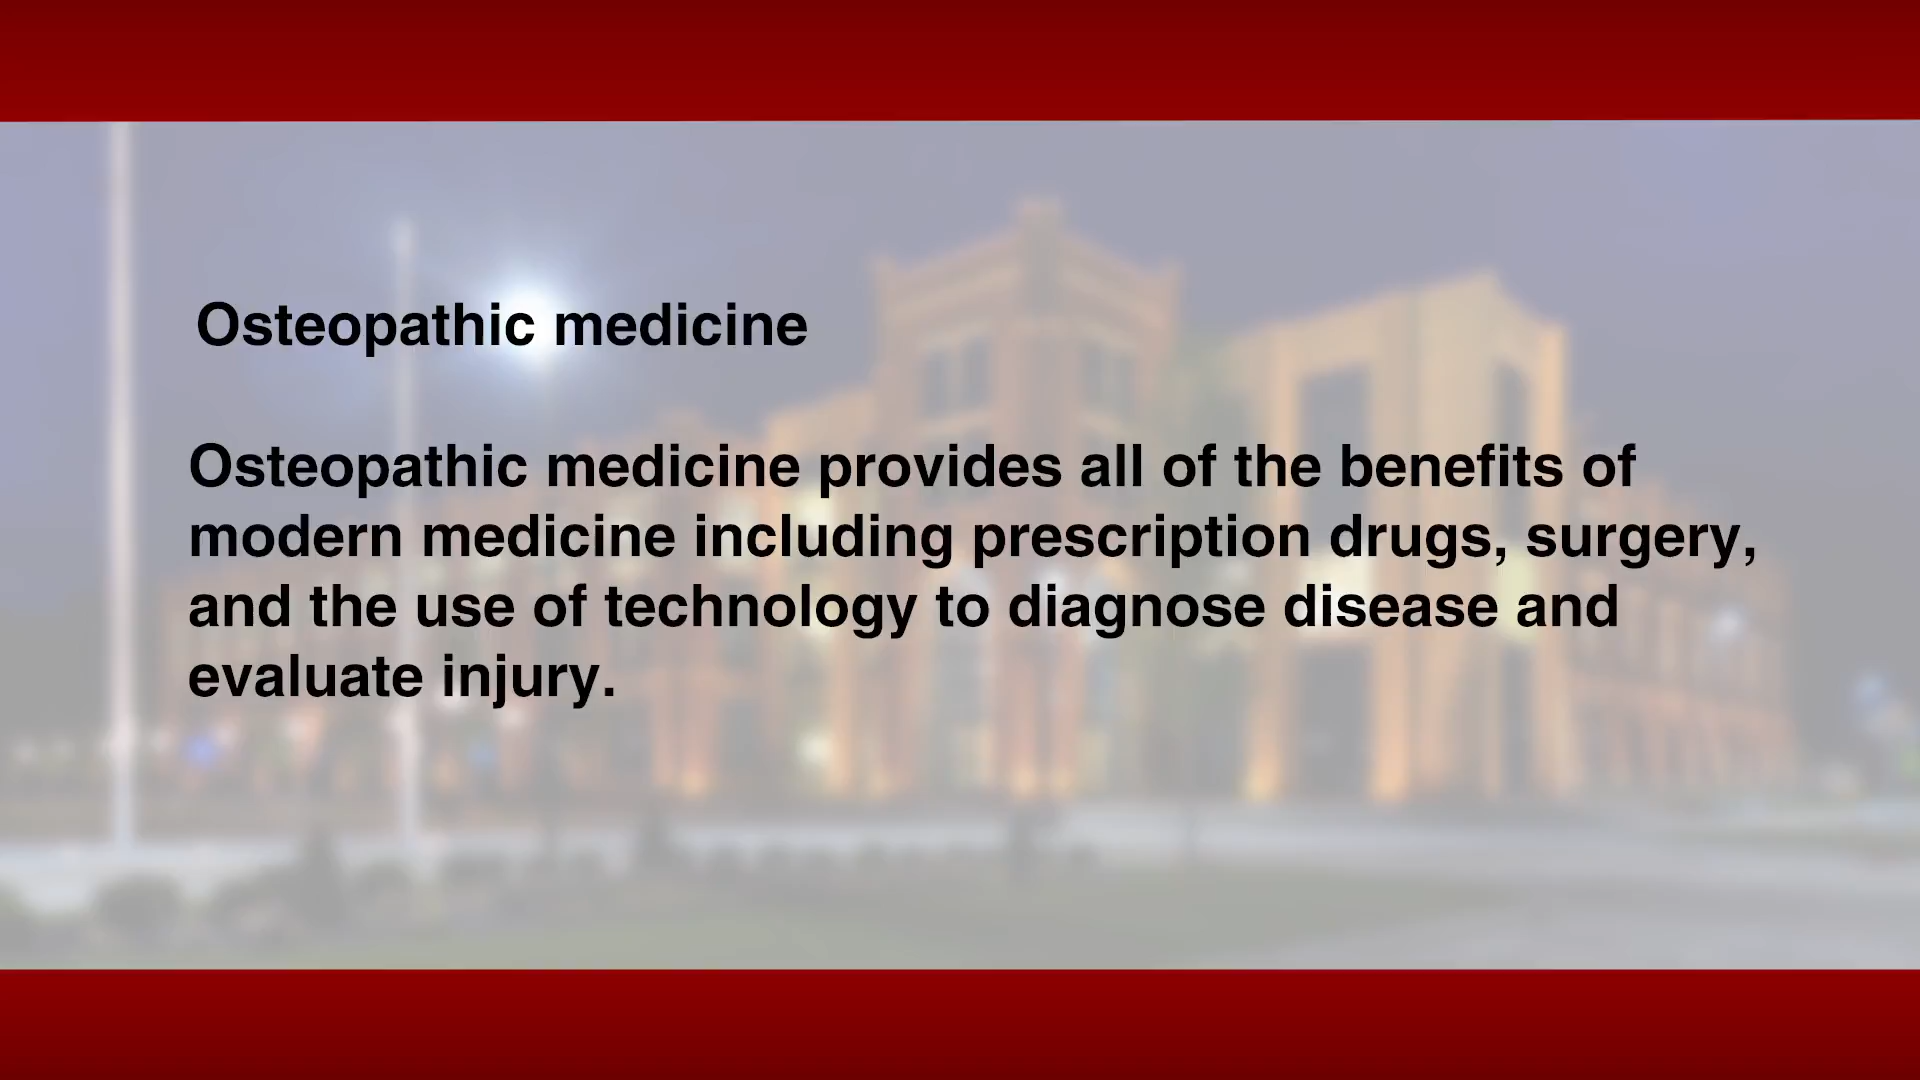 Osteopathic medicine
Osteopathic medicine provides all of the benefits of
modern medicine including prescription drugs, surgery,
and the use of technology to diagnose disease and
evaluate injury.